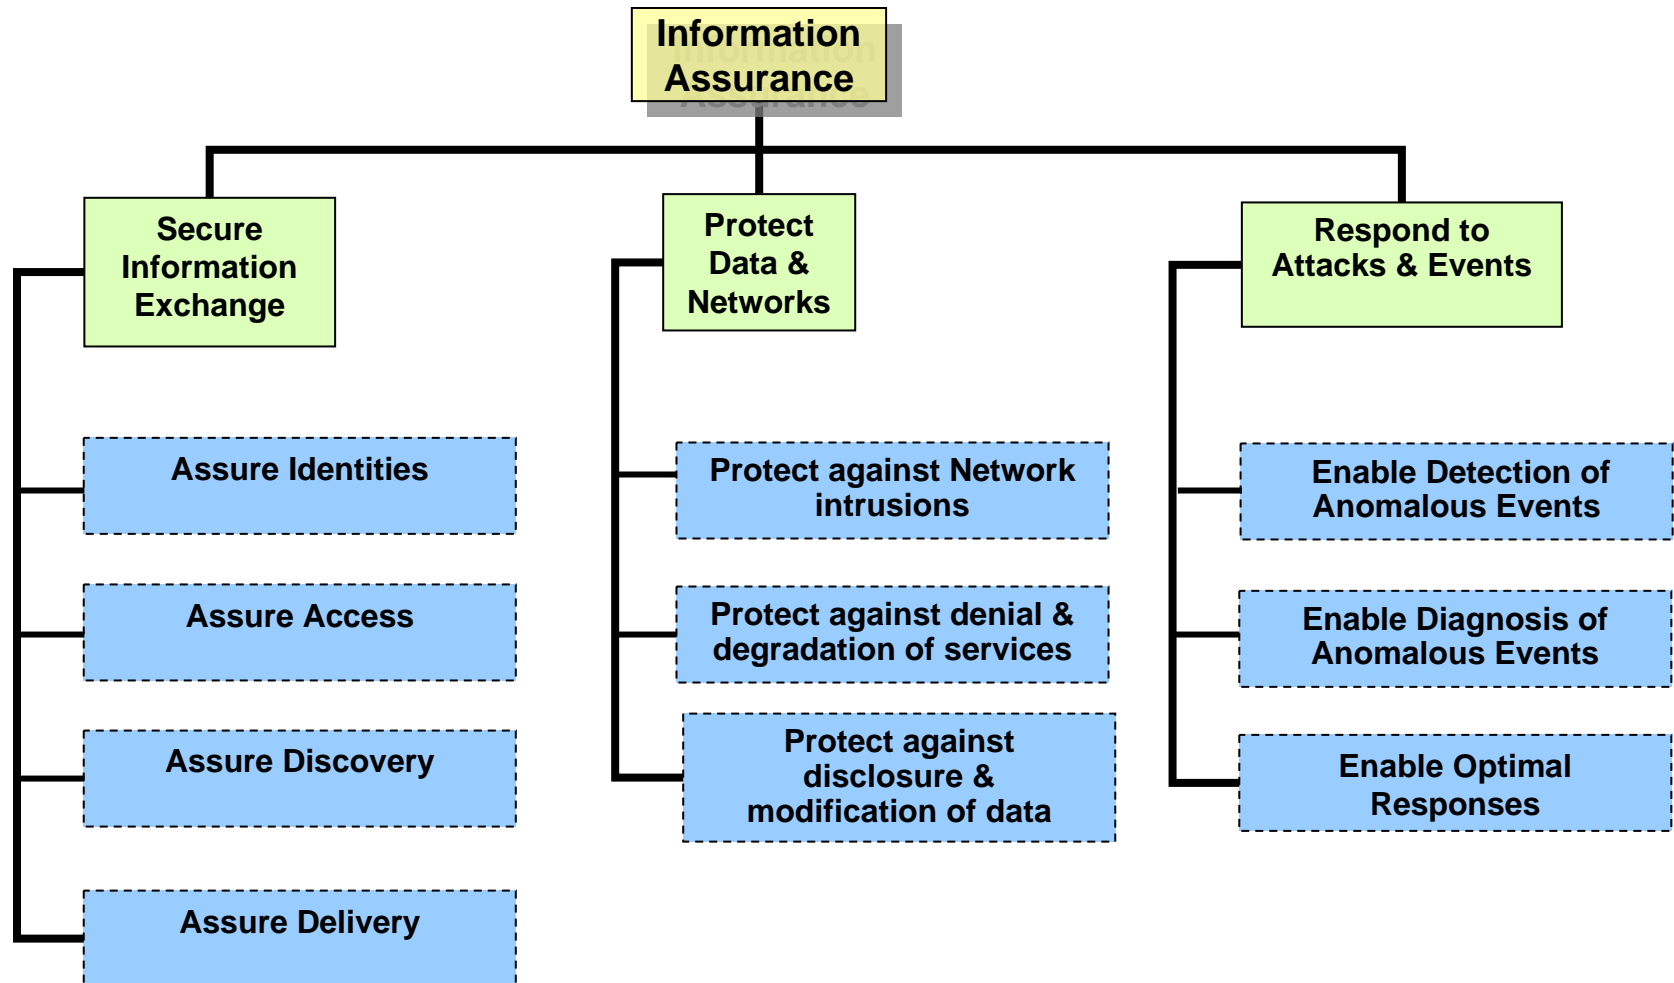 Information
Assurance
Secure
Information
Exchange
Protect
Data &
Networks
Respond to
Attacks & Events
Assure Identities
Assure Access
Assure Discovery
Assure Delivery
Protect against Network
intrusions
Protect against denial &
degradation of services
Protect against
disclosure &
modification of data
Enable Detection of
Anomalous Events
Enable Diagnosis of
Anomalous Events
Enable Optimal
Responses